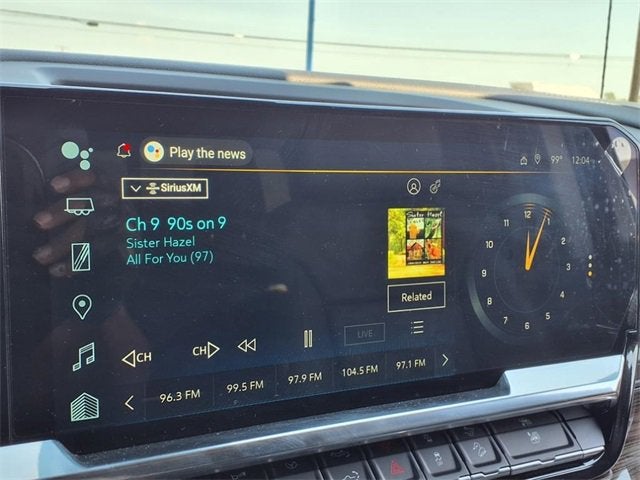 Play the news
99° 12:04
SiriusXM
Ch 9 90s on 9
Sister Hazel
All For You (97)
Sister Hazel
Related
11 12 1
10
9 3
8 4
7 6 5
CH CH
LIVE
96.3 FM 99.5 FM 97.9 FM 104.5 FM 97.1 FM